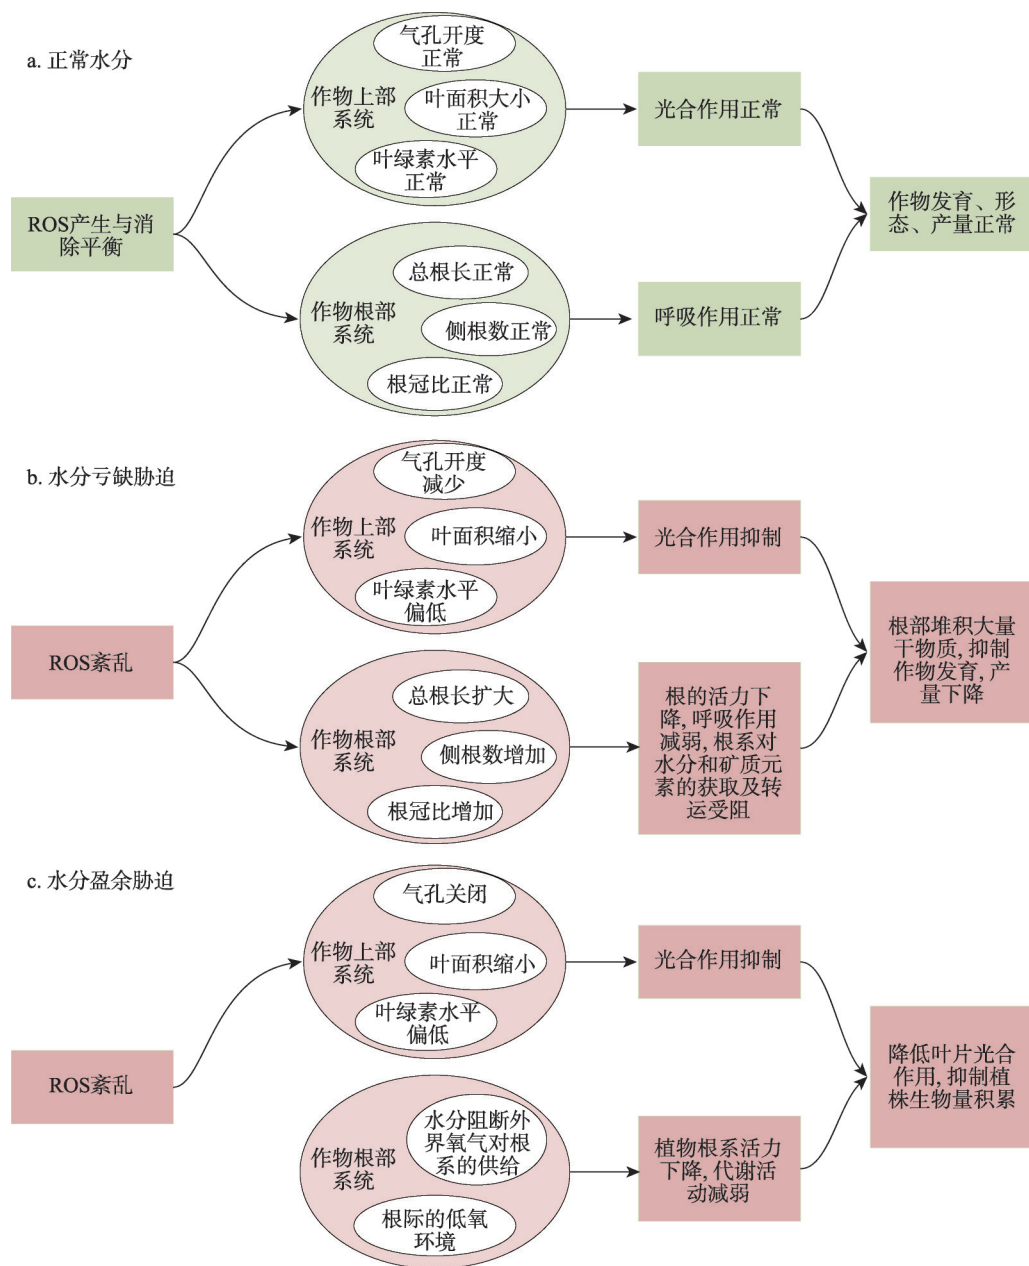 a. 正常水分
气孔开度
正常
作物上部
系统
叶面积大小
正常
叶绿素水平
正常
光合作用正常
ROS产生与消
除平衡
作物发育、形
态、产量正常
总根长正常
作物根部
系统
侧根数正常
根冠比正常
呼吸作用正常
b. 水分亏缺胁迫
气孔开度
减少
作物上部
系统
叶面积缩小
叶绿素水平
偏低
光合作用抑制
ROS紊乱
根部堆积大量
干物质, 抑制
作物发育, 产
量下降
总根长扩大
作物根部
系统
侧根数增加
根冠比增加
根的活力下
降, 呼吸作用
减弱, 根系对
水分和矿质元
素的获取及转
运受阻
c. 水分盈余胁迫
气孔关闭
作物上部
系统
叶面积缩小
叶绿素水平
偏低
光合作用抑制
ROS紊乱
降低叶片光合
作用, 抑制植
株生物量积累
水分阻断外
界氧气对根
系的供给
作物根部
系统
根际的低氧
环境
植物根系活力
下降, 代谢活
动减弱